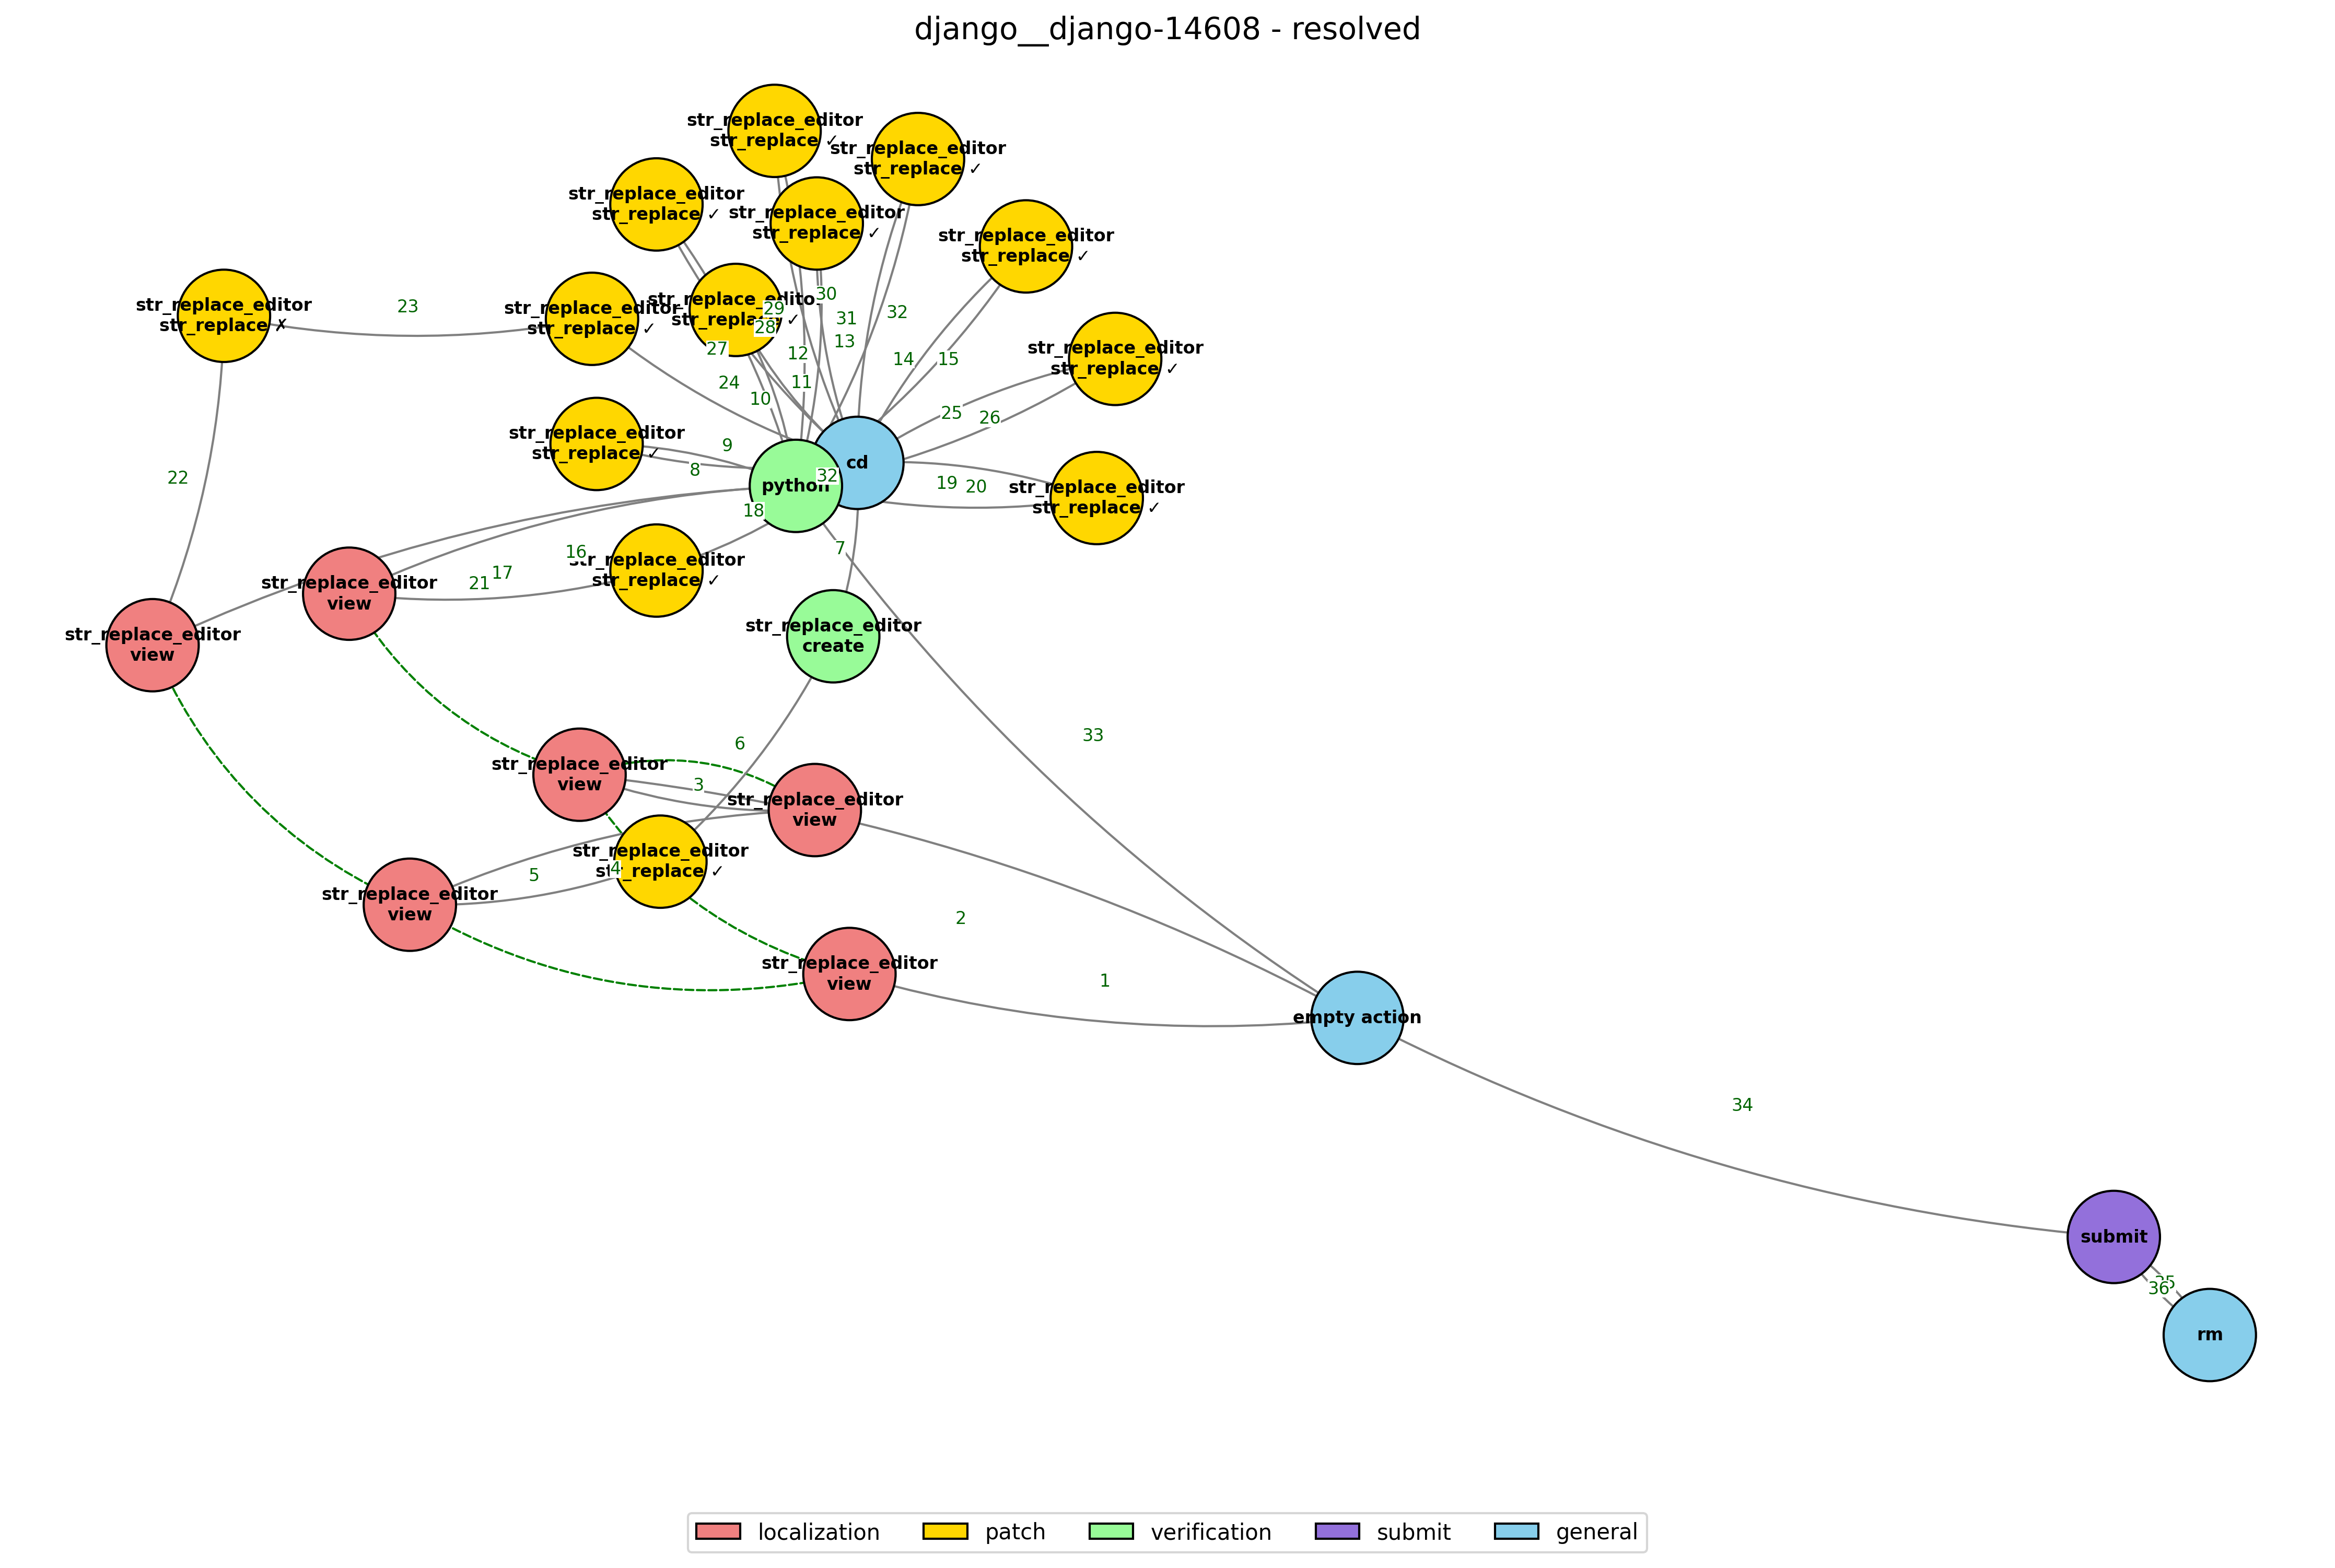 django__django-14608 - resolved
str_replace_editor
str_replace ✓
str_replace_editor
str_replace ✓
str_replace_editor
str_replace ✓
str_replace_editor
str_replace ✓
str_replace_editor
str_replace ✓
str_replace_editor
str_replace ✗
23
str_replace_editor
str_replace ✓
str_replace_editor
str_replace ✓
30
29
31
32
28
13
27
12
14
15
str_replace_editor
str_replace ✓
24
11
10
25
26
str_replace_editor
str_replace ✓
9
8
cd
python
32
22
19
20
str_replace_editor
str_replace ✓
18
7
16
17
21
str_replace_editor
str_replace ✓
str_replace_editor
view
str_replace_editor
view
str_replace_editor
create
6
33
str_replace_editor
view
3
str_replace_editor
view
str_replace_editor
str_replace ✓
4
5
str_replace_editor
view
2
str_replace_editor
view
1
empty action
34
submit
35
36
rm
localization
patch
verification
submit
general